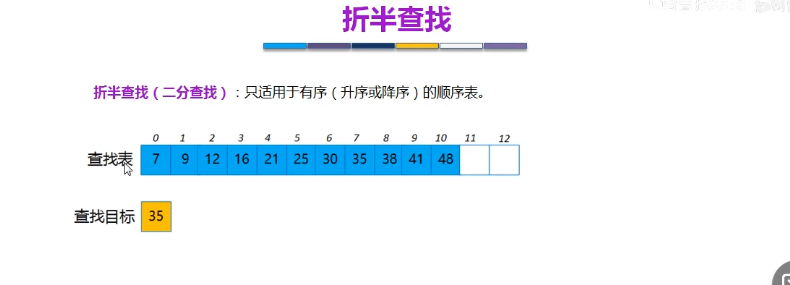 折半查找
折半查找（二分查找）：只适用于有序（升序或降序）的顺序表。
0 1 2 3 4 5 6 7 8 9 10 11 12
查找表 7 9 12 16 21 25 30 35 38 41 48
查找目标 35